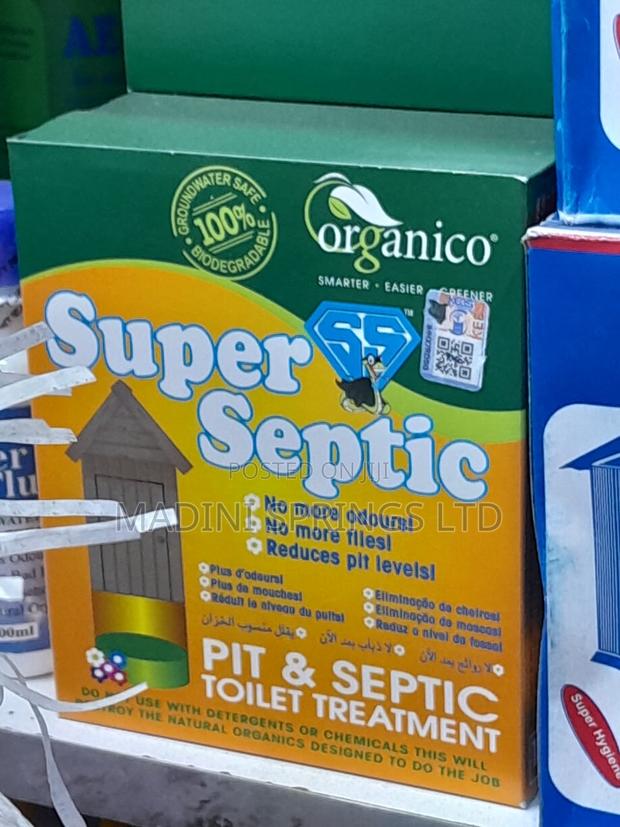 GROUNDWATER SAFE
100%
BIODEGRADABLE
organico®
SMARTER • EASIER • GREENER
SS™
Super
Septic
POSTED ON JIJI
MADINI SPRINGS LTD
No more odours!
No more flies!
Reduces pit levels!
Plus d'odeurs!
Plus de mouches!
Réduit le niveau du puits!
Eliminação de cheiros!
Eliminação de moscas!
Reduz o nível da fossa!
لا روائح بعد الآن
لا ذباب بعد الآن
يقلل منسوب الخزان
PIT & SEPTIC
TOILET TREATMENT
DO NOT USE WITH DETERGENTS OR CHEMICALS THIS WILL
DESTROY THE NATURAL ORGANICS DESIGNED TO DO THE JOB
Super Hygiene